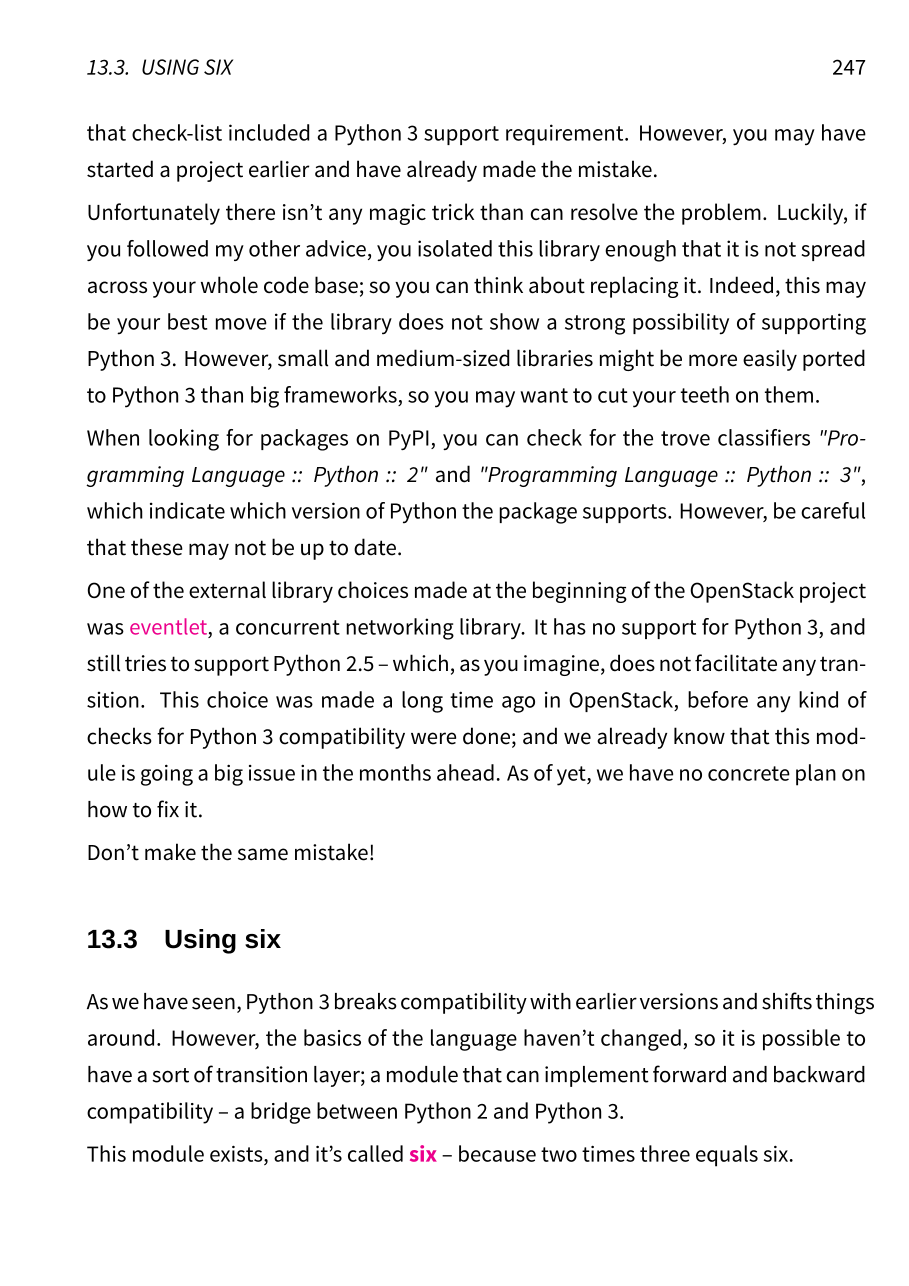 13.3. USING SIX 247
that check-list included a Python 3 support requirement. However, you may have
started a project earlier and have already made the mistake.
Unfortunately there isn’t any magic trick than can resolve the problem. Luckily, if
you followed my other advice, you isolated this library enough that it is not spread
across your whole code base; so you can think about replacing it. Indeed, this may
be your best move if the library does not show a strong possibility of supporting
Python 3. However, small and medium-sized libraries might be more easily ported
to Python 3 than big frameworks, so you may want to cut your teeth on them.
When looking for packages on PyPI, you can check for the trove classifiers "Pro-
gramming Language :: Python :: 2" and "Programming Language :: Python :: 3",
which indicate which version of Python the package supports. However, be careful
that these may not be up to date.
One of the external library choices made at the beginning of the OpenStack project
was eventlet, a concurrent networking library. It has no support for Python 3, and
still tries to support Python 2.5 – which, as you imagine, does not facilitate any tran-
sition. This choice was made a long time ago in OpenStack, before any kind of
checks for Python 3 compatibility were done; and we already know that this mod-
ule is going a big issue in the months ahead. As of yet, we have no concrete plan on
how to fix it.
Don’t make the same mistake!
13.3 Using six
As we have seen, Python 3 breaks compatibility with earlier versions and shifts things
around. However, the basics of the language haven’t changed, so it is possible to
have a sort of transition layer; a module that can implement forward and backward
compatibility – a bridge between Python 2 and Python 3.
This module exists, and it’s called six – because two times three equals six.